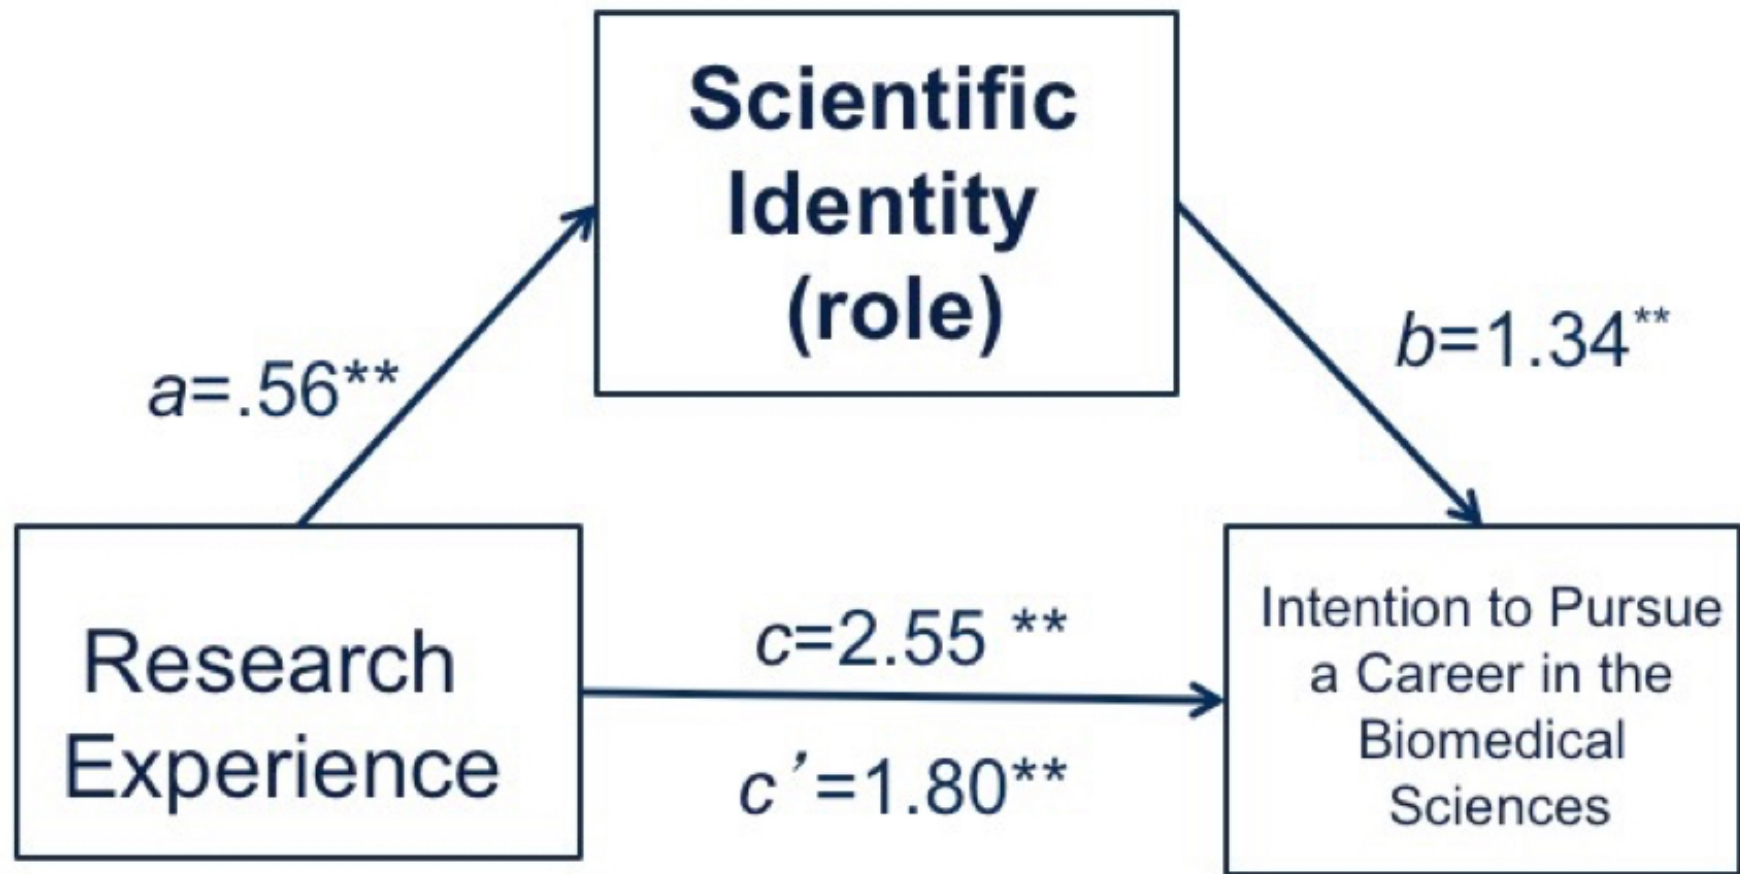 Scientific
Identity
(role)
a=.56**
b=1.34**
Research
Experience
c=2.55 **
c’=1.80**
Intention to Pursue
a Career in the
Biomedical
Sciences